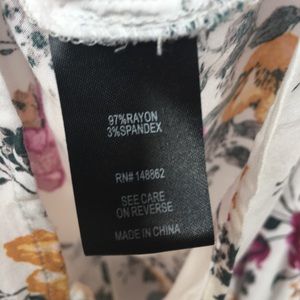 97%RAYON
3%SPANDEX
RN# 148862
SEE CARE
ON REVERSE
MADE IN CHINA